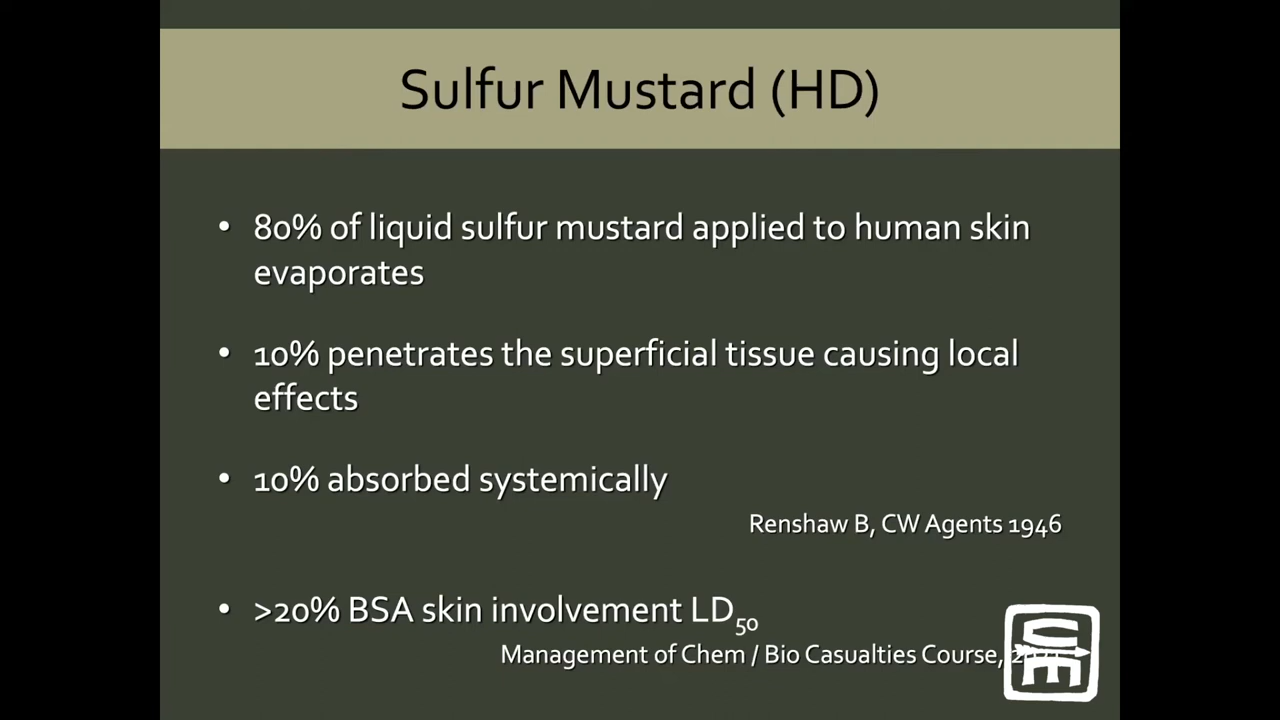 Sulfur Mustard (HD)
• 80% of liquid sulfur mustard applied to human skin
evaporates
• 10% penetrates the superficial tissue causing local
effects
• 10% absorbed systemically
Renshaw B, CW Agents 1946
• >20% BSA skin involvement LD50
Management of Chem / Bio Casualties Course,
CM